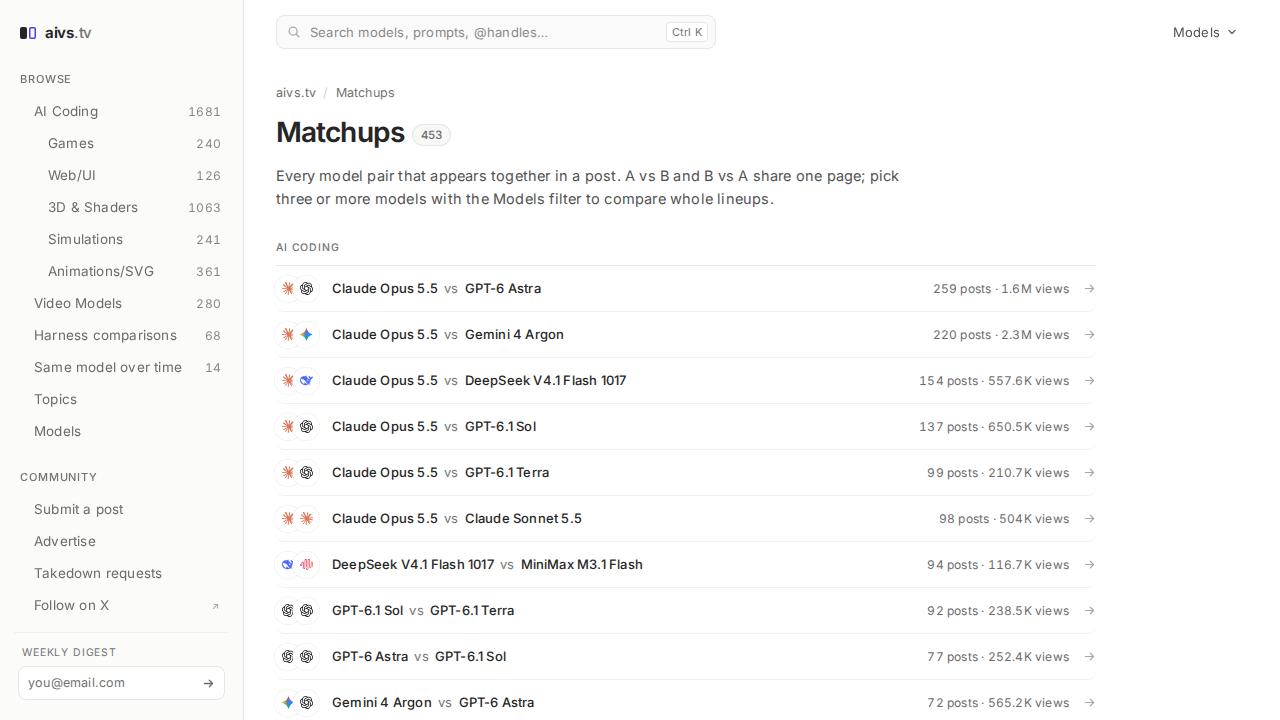 aivs.tv
BROWSE
AI Coding 1681
Games 240
Web/UI 126
3D & Shaders 1063
Simulations 241
Animations/SVG 361
Video Models 280
Harness comparisons 68
Same model over time 14
Topics
Models
COMMUNITY
Submit a post
Advertise
Takedown requests
Follow on X
WEEKLY DIGEST
you@email.com
Search models, prompts, @handles... Ctrl K
Models
aivs.tv / Matchups
Matchups 453
Every model pair that appears together in a post. A vs B and B vs A share one page; pick
three or more models with the Models filter to compare whole lineups.
AI CODING
Claude Opus 5.5 vs GPT-6 Astra 259 posts · 1.6M views
Claude Opus 5.5 vs Gemini 4 Argon 220 posts · 2.3M views
Claude Opus 5.5 vs DeepSeek V4.1 Flash 1017 154 posts · 557.6K views
Claude Opus 5.5 vs GPT-6.1 Sol 137 posts · 650.5K views
Claude Opus 5.5 vs GPT-6.1 Terra 99 posts · 210.7K views
Claude Opus 5.5 vs Claude Sonnet 5.5 98 posts · 504K views
DeepSeek V4.1 Flash 1017 vs MiniMax M3.1 Flash 94 posts · 116.7K views
GPT-6.1 Sol vs GPT-6.1 Terra 92 posts · 238.5K views
GPT-6 Astra vs GPT-6.1 Sol 77 posts · 252.4K views
Gemini 4 Argon vs GPT-6 Astra 72 posts · 565.2K views